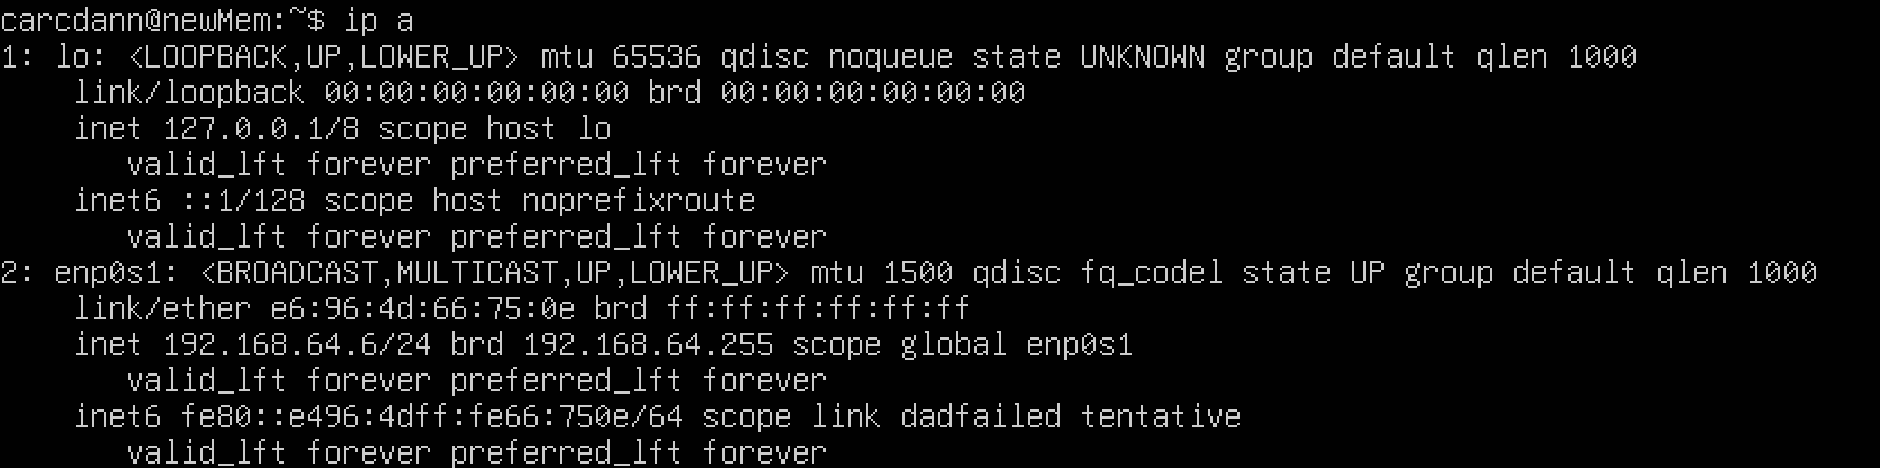 carcdann@newMem:~$ ip a
1: lo: <LOOPBACK,UP,LOWER_UP> mtu 65536 qdisc noqueue state UNKNOWN group default qlen 1000
    link/loopback 00:00:00:00:00:00 brd 00:00:00:00:00:00
    inet 127.0.0.1/8 scope host lo
       valid_lft forever preferred_lft forever
    inet6 ::1/128 scope host noprefixroute
       valid_lft forever preferred_lft forever
2: enp0s1: <BROADCAST,MULTICAST,UP,LOWER_UP> mtu 1500 qdisc fq_codel state UP group default qlen 1000
    link/ether e6:96:4d:66:75:0e brd ff:ff:ff:ff:ff:ff
    inet 192.168.64.6/24 brd 192.168.64.255 scope global enp0s1
       valid_lft forever preferred_lft forever
    inet6 fe80::e496:4dff:fe66:750e/64 scope link dadfailed tentative
       valid_lft forever preferred_lft forever